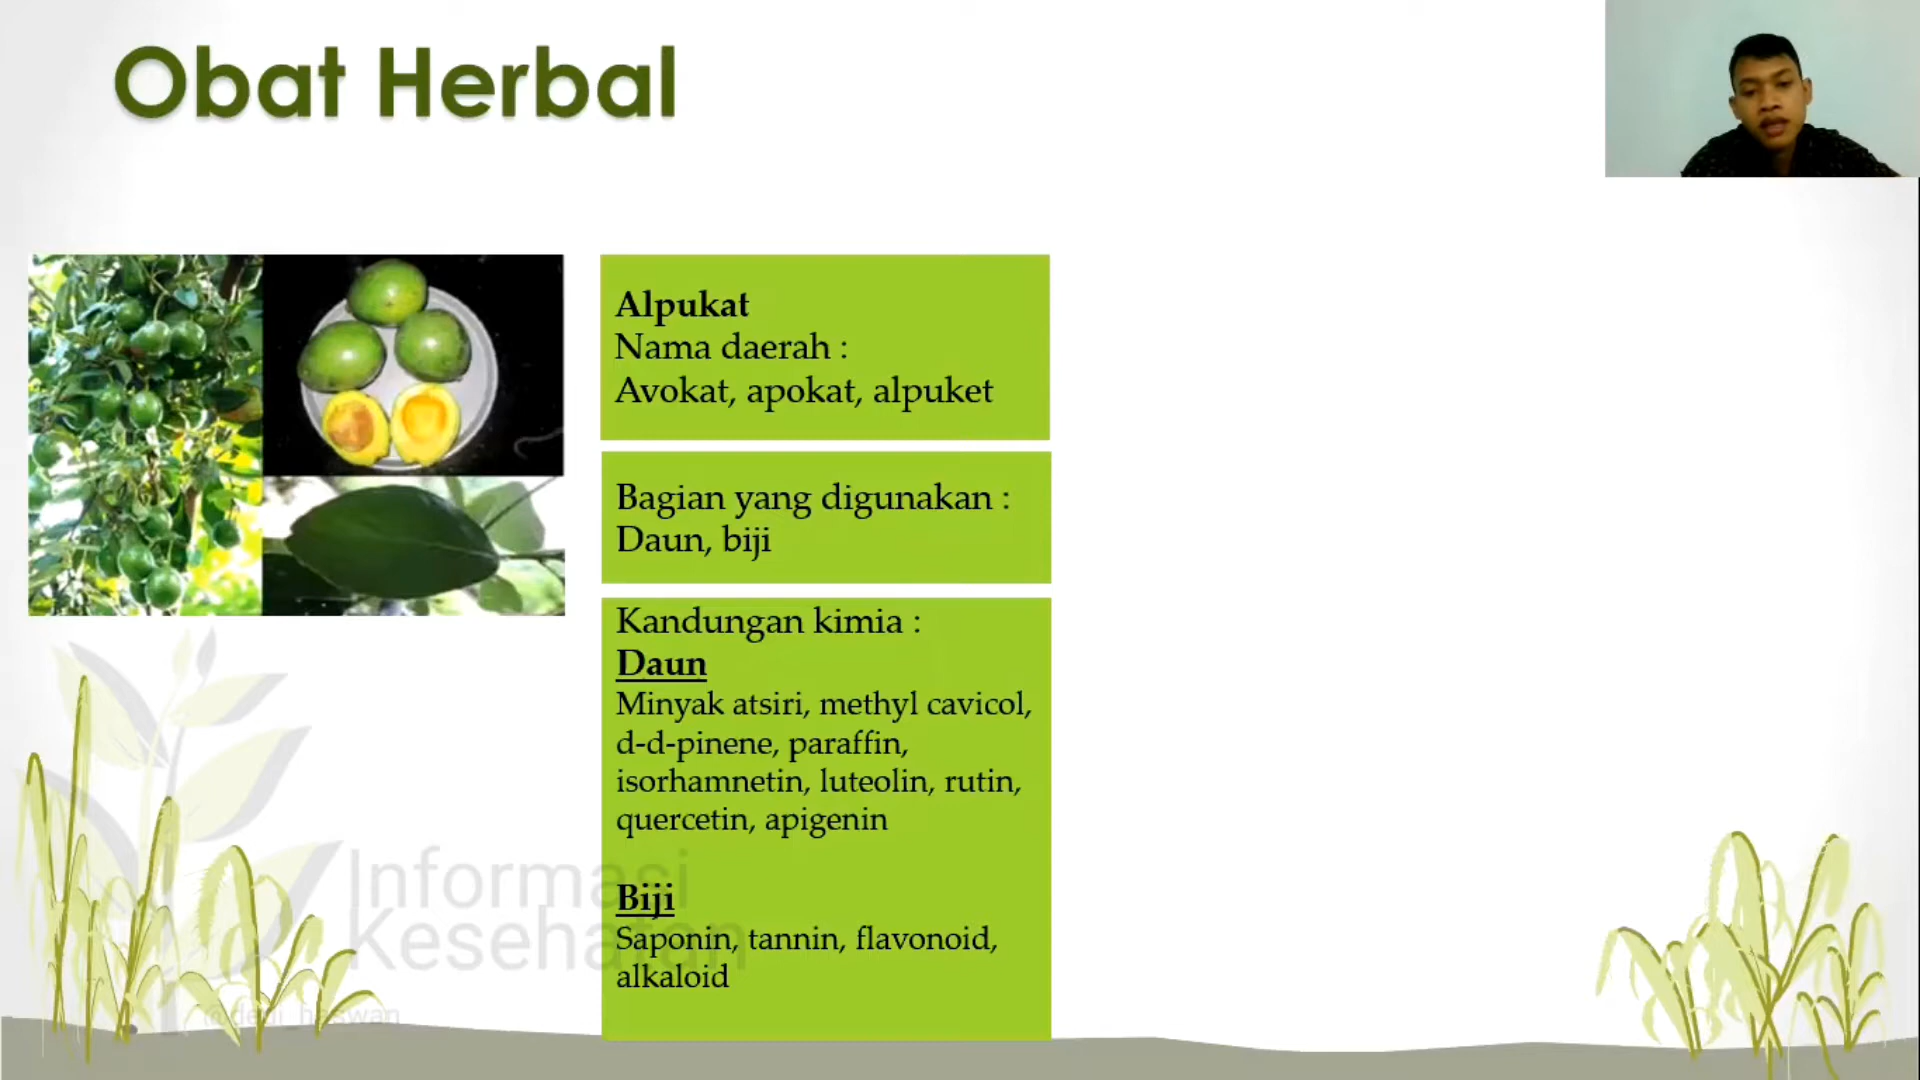 Obat Herbal
Alpukat
Nama daerah :
Avokat, apokat, alpuket
Bagian yang digunakan :
Daun, biji
Kandungan kimia :
Daun
Minyak atsiri, methyl cavicol,
d-d-pinene, paraffin,
isorhamnetin, luteolin, rutin,
quercetin, apigenin
Biji
Saponin, tannin, flavonoid,
alkaloid
Informasi
Kesehatan